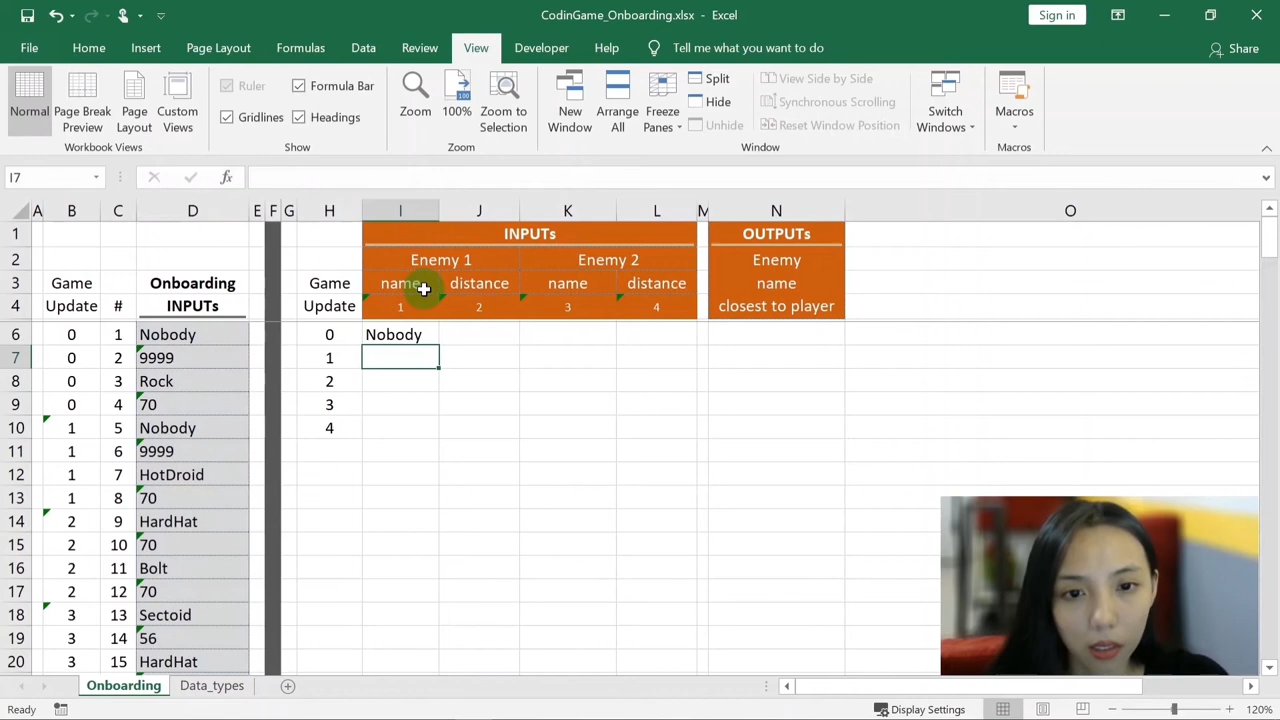 CodinGame_Onboarding.xlsx - Excel
Sign in
File Home Insert Page Layout Formulas Data Review View Developer Help Tell me what you want to do Share
Normal
Page Break Preview
Page Layout
Custom Views
Workbook Views
Ruler
Formula Bar
Gridlines
Headings
Show
Zoom
100%
Zoom to Selection
Zoom
New Window
Arrange All
Freeze Panes
Split
Hide
Unhide
View Side by Side
Synchronous Scrolling
Reset Window Position
Window
Switch Windows
Macros
Macros
I7
fx
A B C D E F G H I J K L M N O
1 INPUTs OUTPUTs
2 Enemy 1 Enemy 2 Enemy
3 Game Onboarding Game name distance name distance name
4 Update # INPUTs Update 1 2 3 4 closest to player
6 0 1 Nobody 0 Nobody
7 0 2 9999 1
8 0 3 Rock 2
9 0 4 70 3
10 1 5 Nobody 4
11 1 6 9999
12 1 7 HotDroid
13 1 8 70
14 2 9 HardHat
15 2 10 70
16 2 11 Bolt
17 2 12 70
18 3 13 Sectoid
19 3 14 56
20 3 15 HardHat
Onboarding Data_types
Ready Display Settings 120%